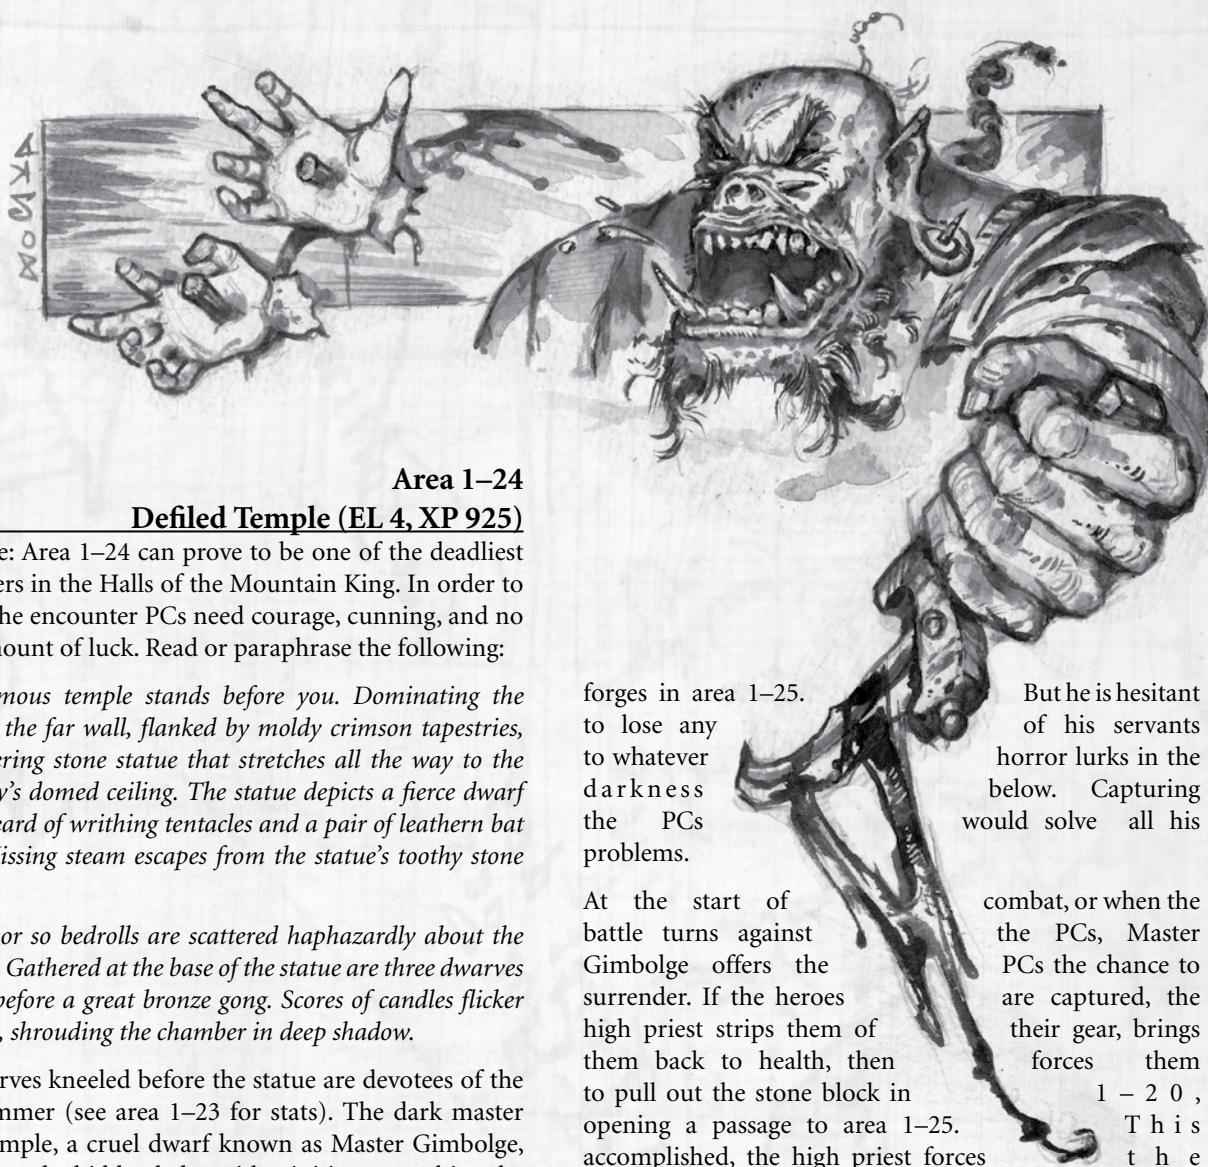 Area 1–24
Defiled Temple (EL 4, XP 925)
e: Area 1–24 can prove to be one of the deadliest
ers in the Halls of the Mountain King. In order to
he encounter PCs need courage, cunning, and no
mount of luck. Read or paraphrase the following:
mous temple stands before you. Dominating the
the far wall, flanked by moldy crimson tapestries,
ering stone statue that stretches all the way to the
y's domed ceiling. The statue depicts a fierce dwarf
eard of writhing tentacles and a pair of leathern bat
issing steam escapes from the statue's toothy stone
or so bedrolls are scattered haphazardly about the
Gathered at the base of the statue are three dwarves
before a great bronze gong. Scores of candles flicker
, shrouding the chamber in deep shadow.
rves kneeled before the statue are devotees of the
mmer (see area 1–23 for stats). The dark master
mple, a cruel dwarf known as Master Gimbolge,
forges in area 1–25. But he is hesitant
to lose any of his servants
to whatever horror lurks in the
darkness below. Capturing
the PCs would solve all his
problems.
At the start of combat, or when the
battle turns against the PCs, Master
Gimbolge offers the PCs the chance to
surrender. If the heroes are captured, the
high priest strips them of their gear, brings
them back to health, then forces them
to pull out the stone block in 1–20,
opening a passage to area 1–25. This
accomplished, the high priest forces the